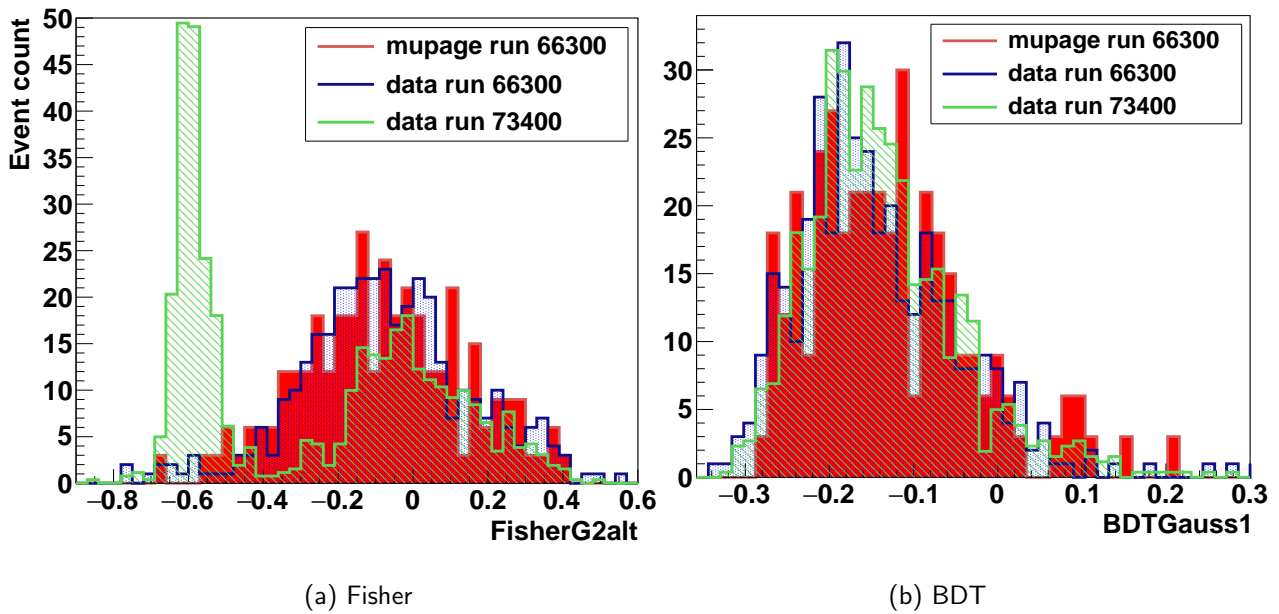 Event count
50
45
40
35
30
25
20
15
10
5
0
mupage run 66300
data run 66300
data run 73400
−0.8 −0.6 −0.4 −0.2 0 0.2 0.4 0.6
FisherG2alt
(a) Fisher
30
25
20
15
10
5
0
mupage run 66300
data run 66300
data run 73400
−0.3 −0.2 −0.1 0 0.1 0.2 0.3
BDTGauss1
(b) BDT